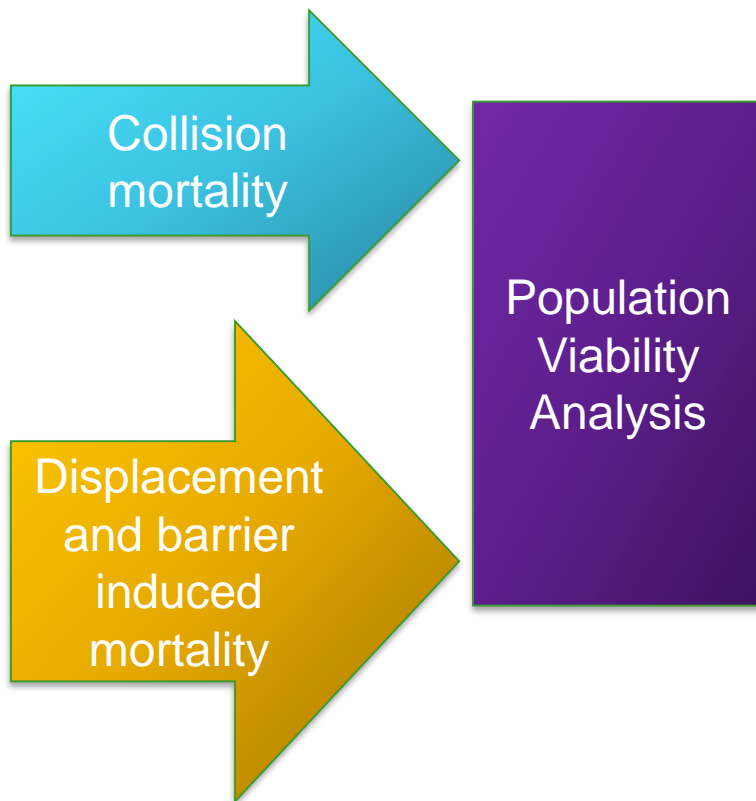 Collision
mortality
Population
Viability
Analysis
Displacement
and barrier
induced
mortality